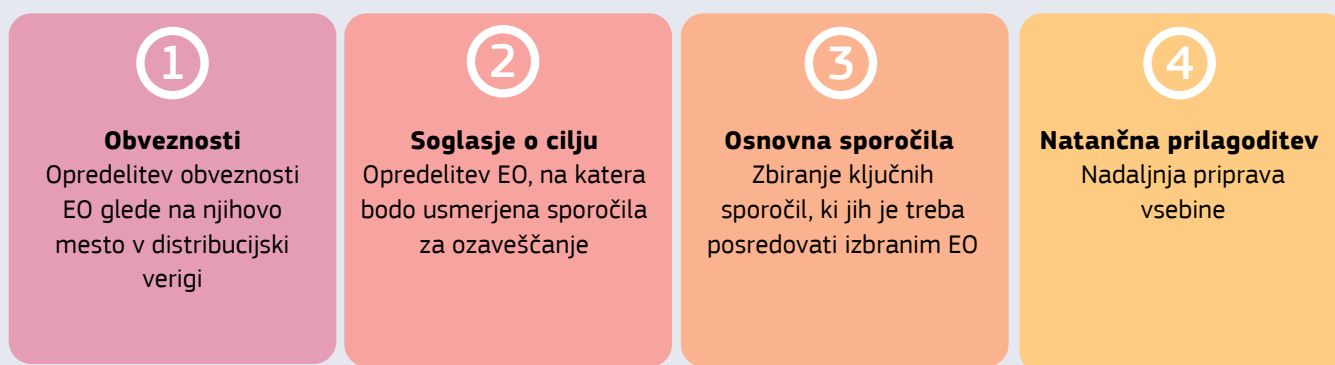 1
Obveznosti
Opredelitev obveznosti
EO glede na njihovo
mesto v distribucijski
verigi
2
Soglasje o cilju
Opredelitev EO, na katera
bodo usmerjena sporočila
za ozaveščanje
3
Osnovna sporočila
Zbiranje ključnih
sporočil, ki jih je treba
posredovati izbranim EO
4
Natančna prilagoditev
Nadaljnja priprava
vsebine